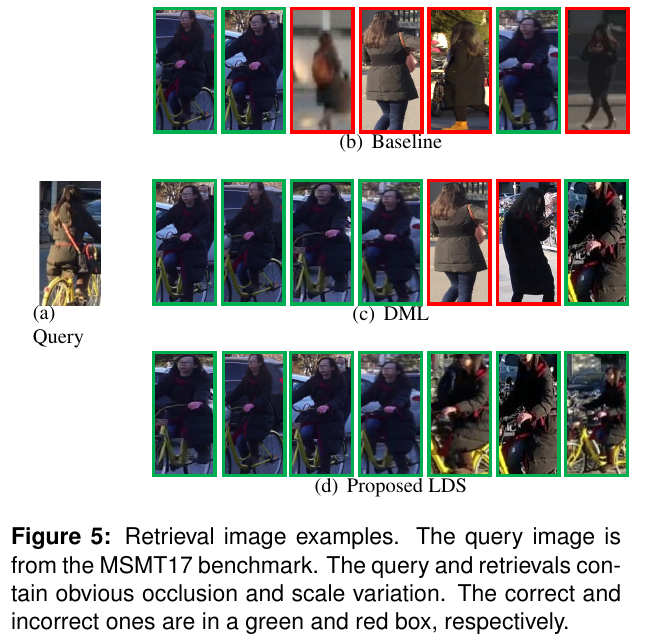 (b) Baseline
(a)
Query
(c) DML
(d) Proposed LDS
Figure 5: Retrieval image examples. The query image is
from the MSMT17 benchmark. The query and retrievals con-
tain obvious occlusion and scale variation. The correct and
incorrect ones are in a green and red box, respectively.